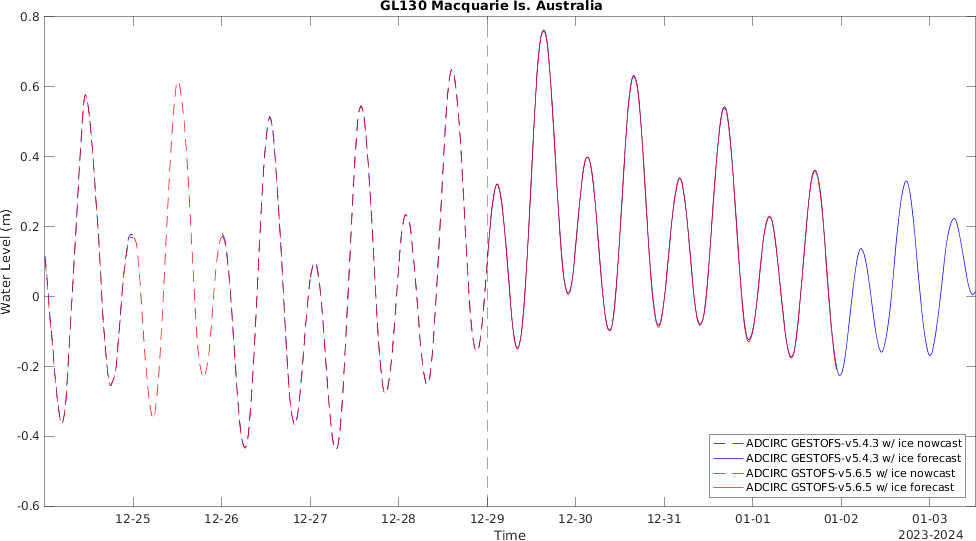 GL130 Macquarie Is. Australia
0.8
0.6
0.4
0.2
0
-0.2
-0.4
-0.6
Water Level (m)
12-25
12-26
12-27
12-28
12-29
12-30
12-31
01-01
01-02
01-03
Time
2023-2024
ADCIRC GESTOFS-v5.4.3 w/ ice nowcast
ADCIRC GESTOFS-v5.4.3 w/ ice forecast
ADCIRC GSTOFS-v5.6.5 w/ ice nowcast
ADCIRC GSTOFS-v5.6.5 w/ ice forecast